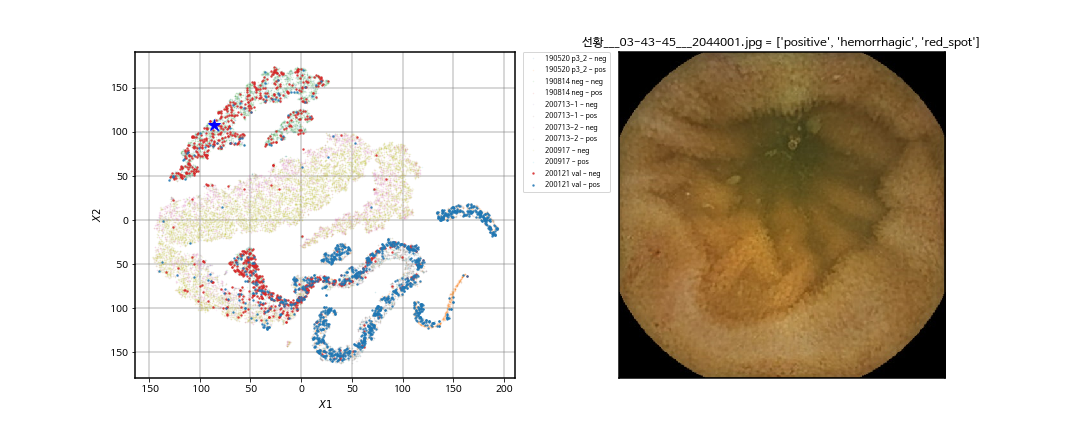 선황___03-43-45___2044001.jpg = ['positive', 'hemorrhagic', 'red_spot']
190520 p3_2 - neg
190520 p3_2 - pos
190814 neg - neg
190814 neg - pos
200713-1 - neg
200713-1 - pos
200713-2 - neg
200713-2 - pos
200917 - neg
200917 - pos
200121 val - neg
200121 val - pos
150
100
50
0
50
100
150
X2
150 100 50 0 50 100 150 200
X1